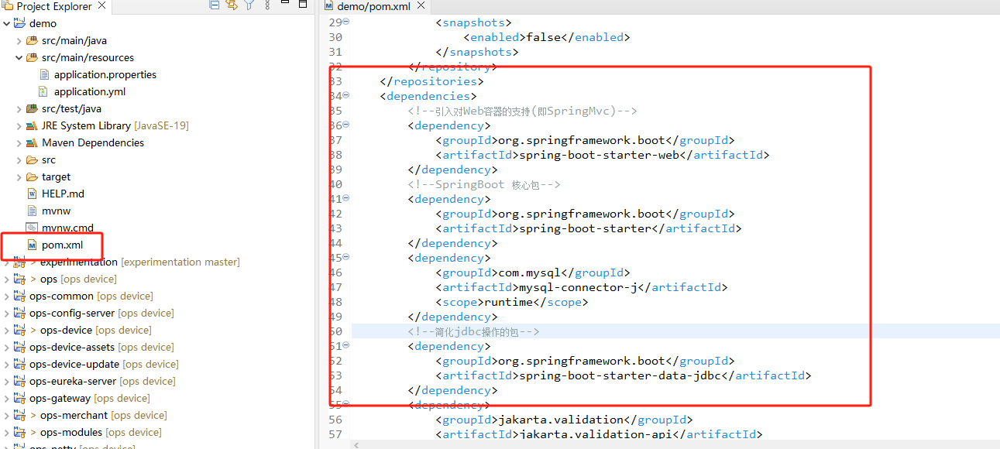 Project Explorer
demo
src/main/java
src/main/resources
application.properties
application.yml
src/test/java
JRE System Library [JavaSE-19]
Maven Dependencies
src
target
HELP.md
mvnw
mvnw.cmd
pom.xml
> experimentation [experimentation master]
> ops [ops device]
ops-common [ops device]
ops-config-server [ops device]
> ops-device [ops device]
ops-device-assets [ops device]
ops-device-update [ops device]
ops-eureka-server [ops device]
ops-gateway [ops device]
> ops-merchant [ops device]
> ops-modules [ops device]
ops-netty [ops device]
demo/pom.xml
29 <snapshots>
30 <enabled>false</enabled>
31 </snapshots>
32 </repository>
33 </repositories>
34 <dependencies>
35 <!--引入对Web容器的支持(即SpringMvc)-->
36 <dependency>
37 <groupId>org.springframework.boot</groupId>
38 <artifactId>spring-boot-starter-web</artifactId>
39 </dependency>
40 <!--SpringBoot 核心包-->
41 <dependency>
42 <groupId>org.springframework.boot</groupId>
43 <artifactId>spring-boot-starter</artifactId>
44 </dependency>
45 <dependency>
46 <groupId>com.mysql</groupId>
47 <artifactId>mysql-connector-j</artifactId>
48 <scope>runtime</scope>
49 </dependency>
50 <!--简化jdbc操作的包-->
51 <dependency>
52 <groupId>org.springframework.boot</groupId>
53 <artifactId>spring-boot-starter-data-jdbc</artifactId>
54 </dependency>
55 <dependency>
56 <groupId>jakarta.validation</groupId>
57 <artifactId>jakarta.validation-api</artifactId>